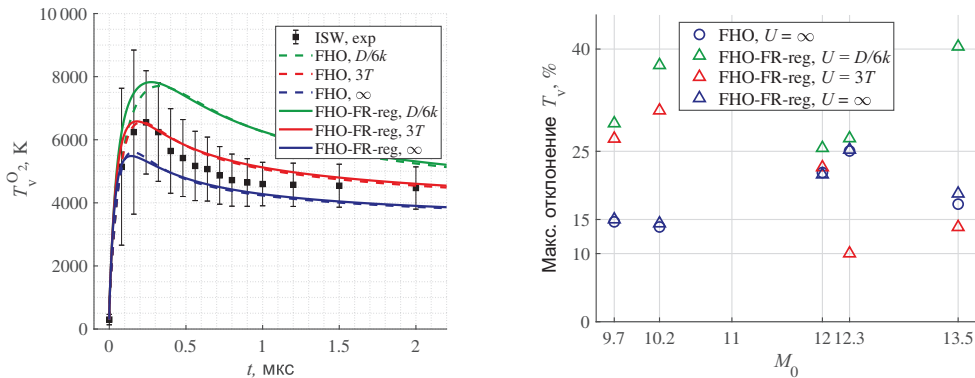 10 000
8000
6000
4000
2000
0
0
0.5
1
1.5
2
T_v^{O_2}, K
t, мкс
ISW, exp
FHO, D/6k
FHO, 3T
FHO, ∞
FHO-FR-reg, D/6k
FHO-FR-reg, 3T
FHO-FR-reg, ∞
40
25
15
10
0
9.7
10.2
11
12
12.3
13.5
Макс. отклонение T_v, %
M_0
FHO, U = ∞
FHO-FR-reg, U = D/6k
FHO-FR-reg, U = 3T
FHO-FR-reg, U = ∞